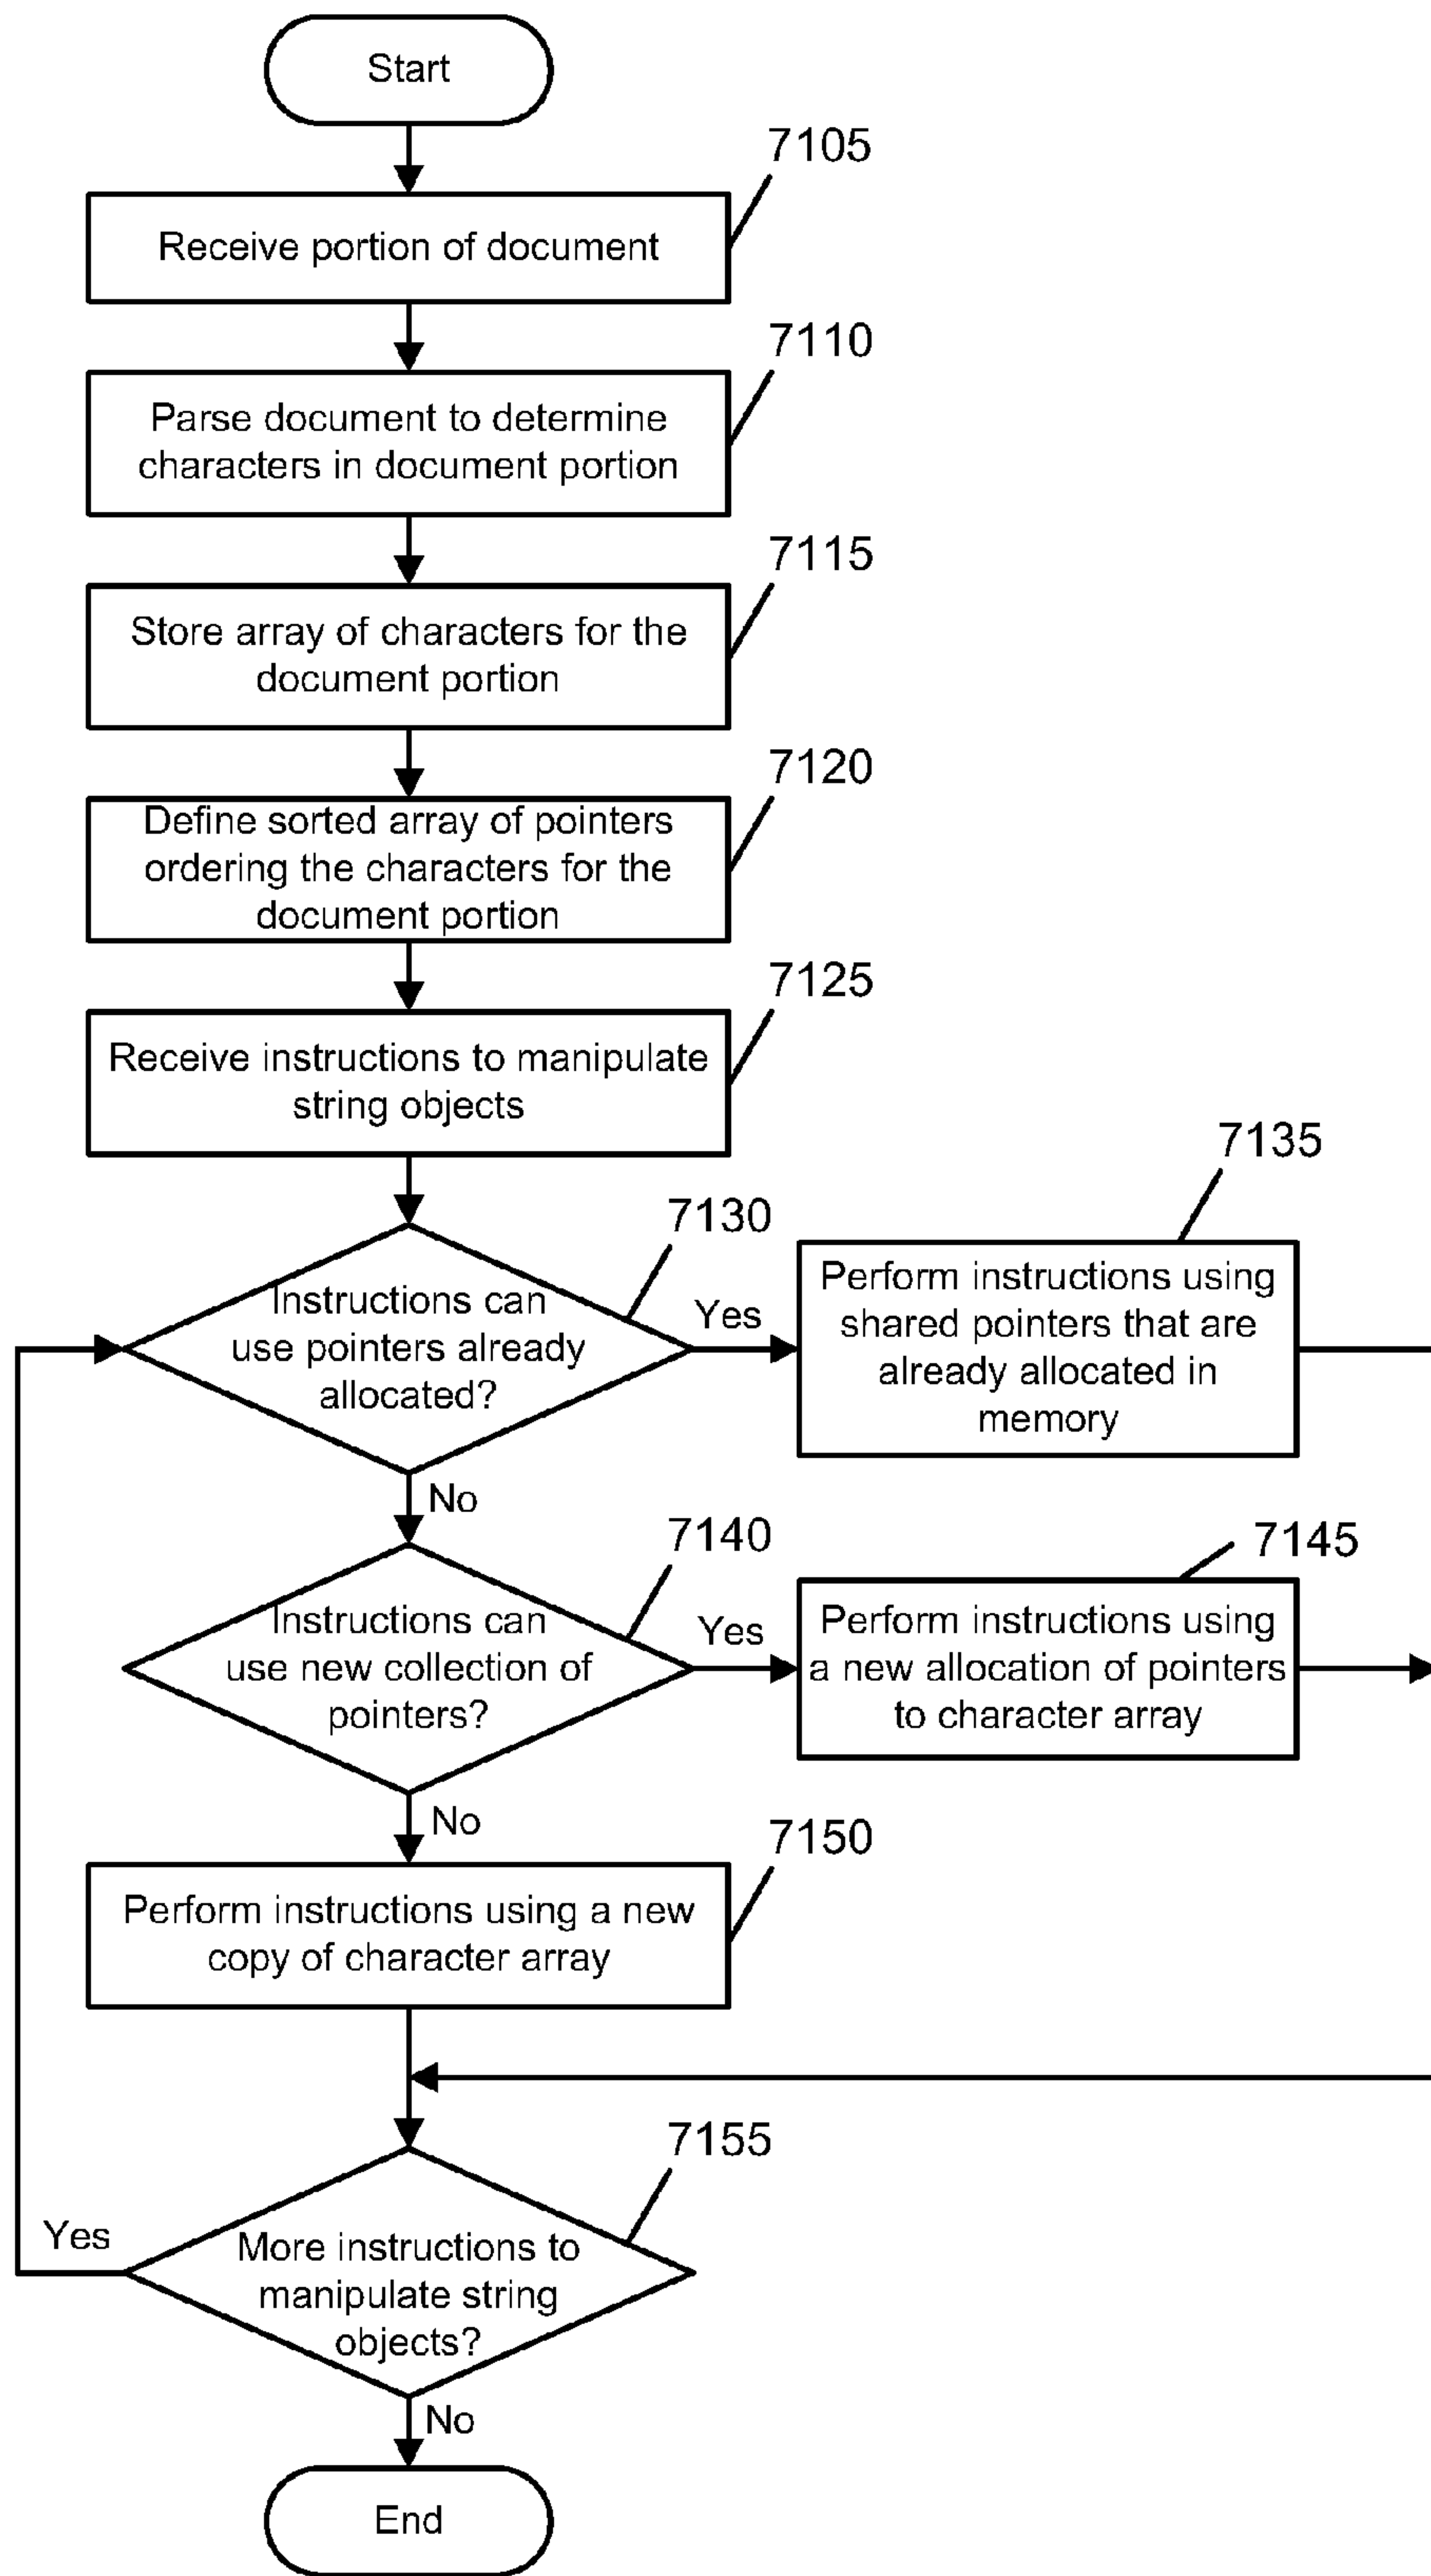 Start
7105
Receive portion of document
7110
Parse document to determine
characters in document portion
7115
Store array of characters for the
document portion
7120
Define sorted array of pointers
ordering the characters for the
document portion
7125
Receive instructions to manipulate
string objects
7130
Instructions can
use pointers already
allocated?
Yes
7135
Perform instructions using
shared pointers that are
already allocated in
memory
No
7140
Instructions can
use new collection of
pointers?
Yes
7145
Perform instructions using
a new allocation of pointers
to character array
No
7150
Perform instructions using a new
copy of character array
7155
More instructions to
manipulate string
objects?
Yes
No
End